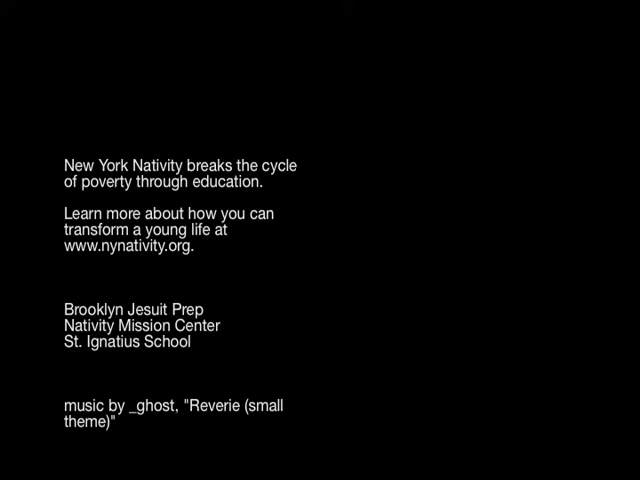 New York Nativity breaks the cycle
of poverty through education.
Learn more about how you can
transform a young life at
www.nynativity.org.
Brooklyn Jesuit Prep
Nativity Mission Center
St. Ignatius School
music by _ghost, "Reverie (small
theme)"